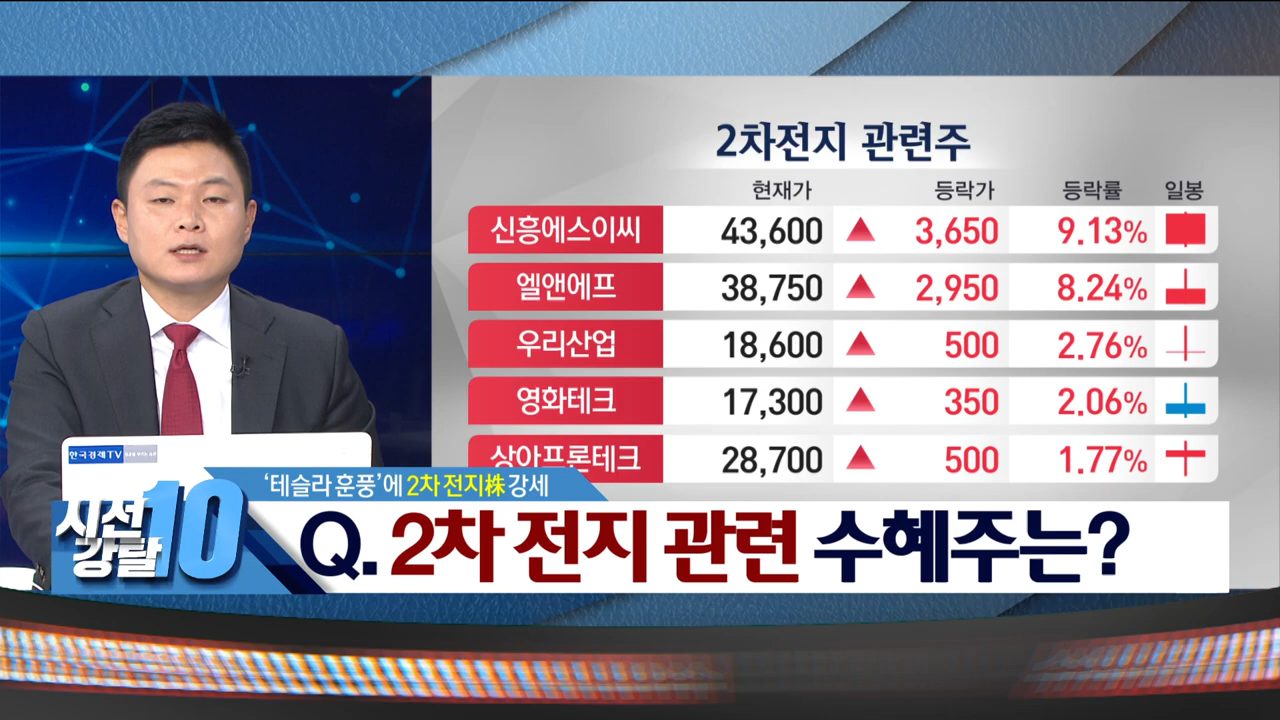 2차전지 관련주
현재가 등락가 등락률 일봉
신흥에스이씨 43,600 ▲ 3,650 9.13%
엘앤에프 38,750 ▲ 2,950 8.24%
우리산업 18,600 ▲ 500 2.76%
영화테크 17,300 ▲ 350 2.06%
상아프론테크 28,700 ▲ 500 1.77%
한국경제TV
'테슬라 훈풍'에 2차 전지株 강세
시선
강탈
10
Q. 2차 전지 관련 수혜주는?